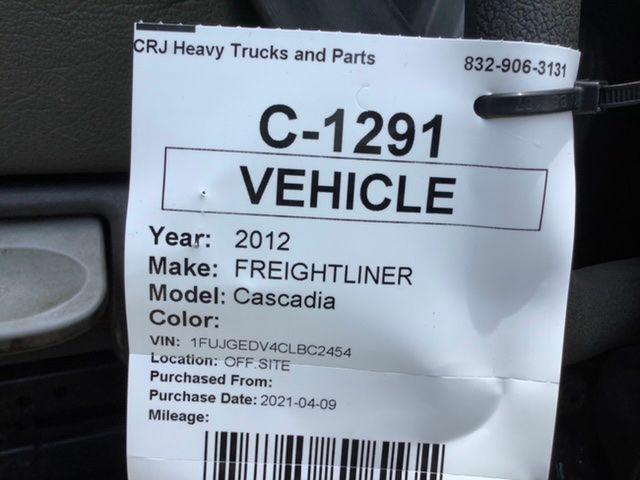 CRJ Heavy Trucks and Parts 832-906-3131
C-1291
VEHICLE
Year: 2012
Make: FREIGHTLINER
Model: Cascadia
Color:
VIN: 1FUJGEDV4CLBC2454
Location: OFF.SITE
Purchased From:
Purchase Date: 2021-04-09
Mileage: